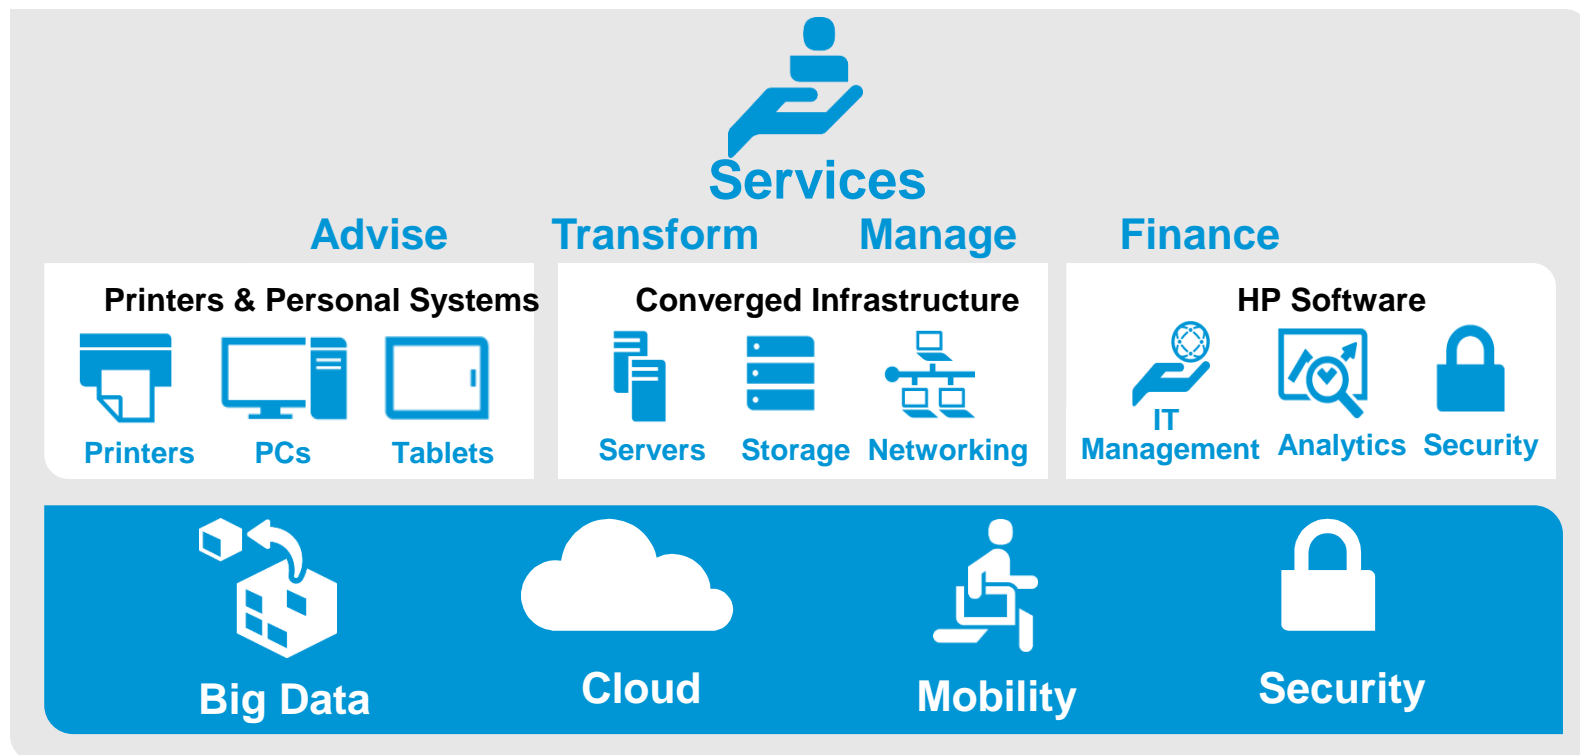 Services
Advise Transform Manage Finance
Printers & Personal Systems
Printers PCs Tablets
Converged Infrastructure
Servers Storage Networking
HP Software
IT
Management Analytics Security
Big Data Cloud Mobility Security